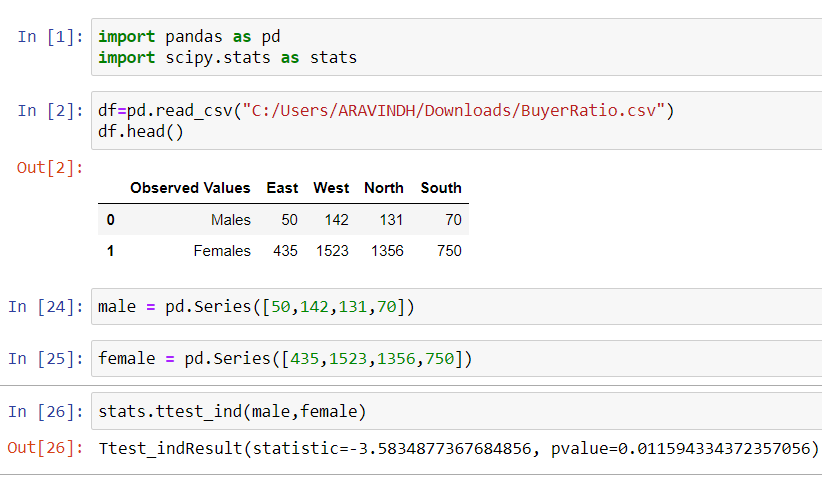 In [1]: import pandas as pd
import scipy.stats as stats
In [2]: df=pd.read_csv("C:/Users/ARAVINDH/Downloads/BuyerRatio.csv")
df.head()
Out[2]:
Observed Values East West North South
0 Males 50 142 131 70
1 Females 435 1523 1356 750
In [24]: male = pd.Series([50,142,131,70])
In [25]: female = pd.Series([435,1523,1356,750])
In [26]: stats.ttest_ind(male,female)
Out[26]: Ttest_indResult(statistic=-3.5834877367684856, pvalue=0.011594334372357056)